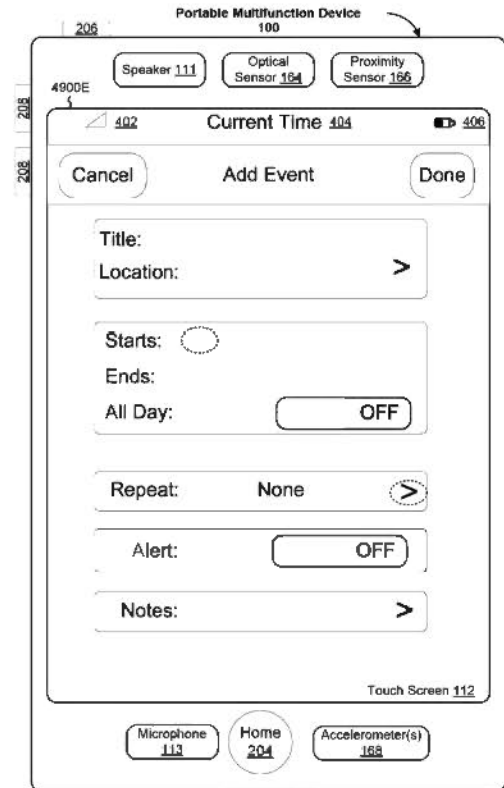 Portable Multifunction Device
100
206
Speaker 111
Optical
Sensor 164
Proximity
Sensor 166
4900E
208
208
402
Current Time 404
406
Cancel
Add Event
Done
Title:
Location:
>
Starts:
Ends:
All Day:
OFF
Repeat:
None
>
Alert:
OFF
Notes:
>
Touch Screen 112
Microphone
113
Home
204
Accelerometer(s)
168